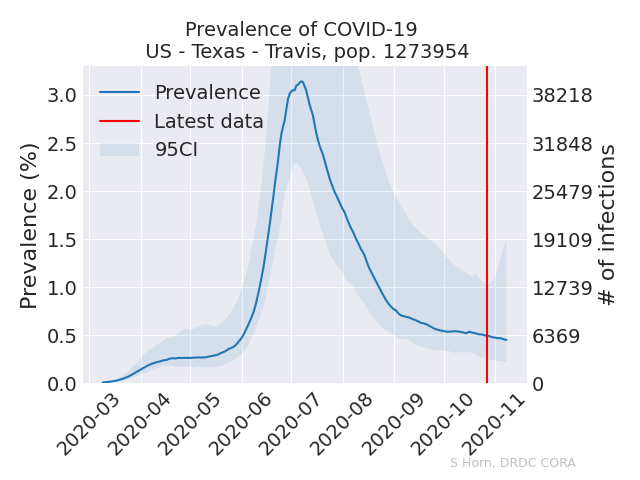 Prevalence of COVID-19
US - Texas - Travis, pop. 1273954
Prevalence
Latest data
95CI
Prevalence (%)
3.0
2.5
2.0
1.5
1.0
0.5
0.0
38218
31848
25479
19109
12739
6369
0
# of infections
2020-03
2020-04
2020-05
2020-06
2020-07
2020-08
2020-09
2020-10
2020-11
S Horn, DRDC CORA